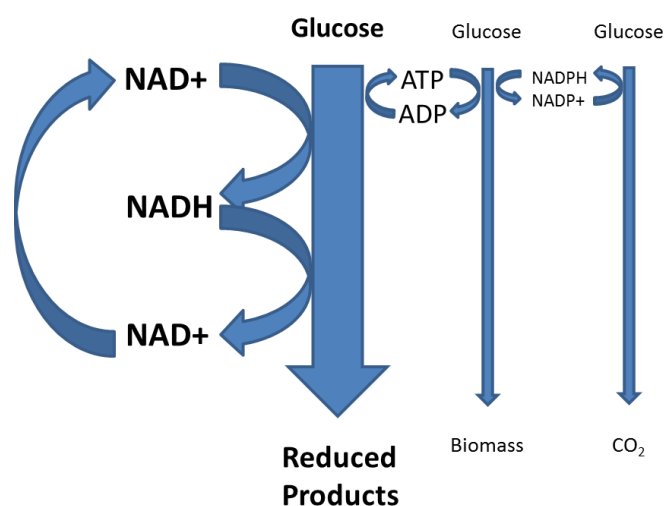 Glucose
Glucose
Glucose
NAD+
ATP
NADPH
NADP+
ADP
NADH
NAD+
Biomass
CO₂
Reduced
Products